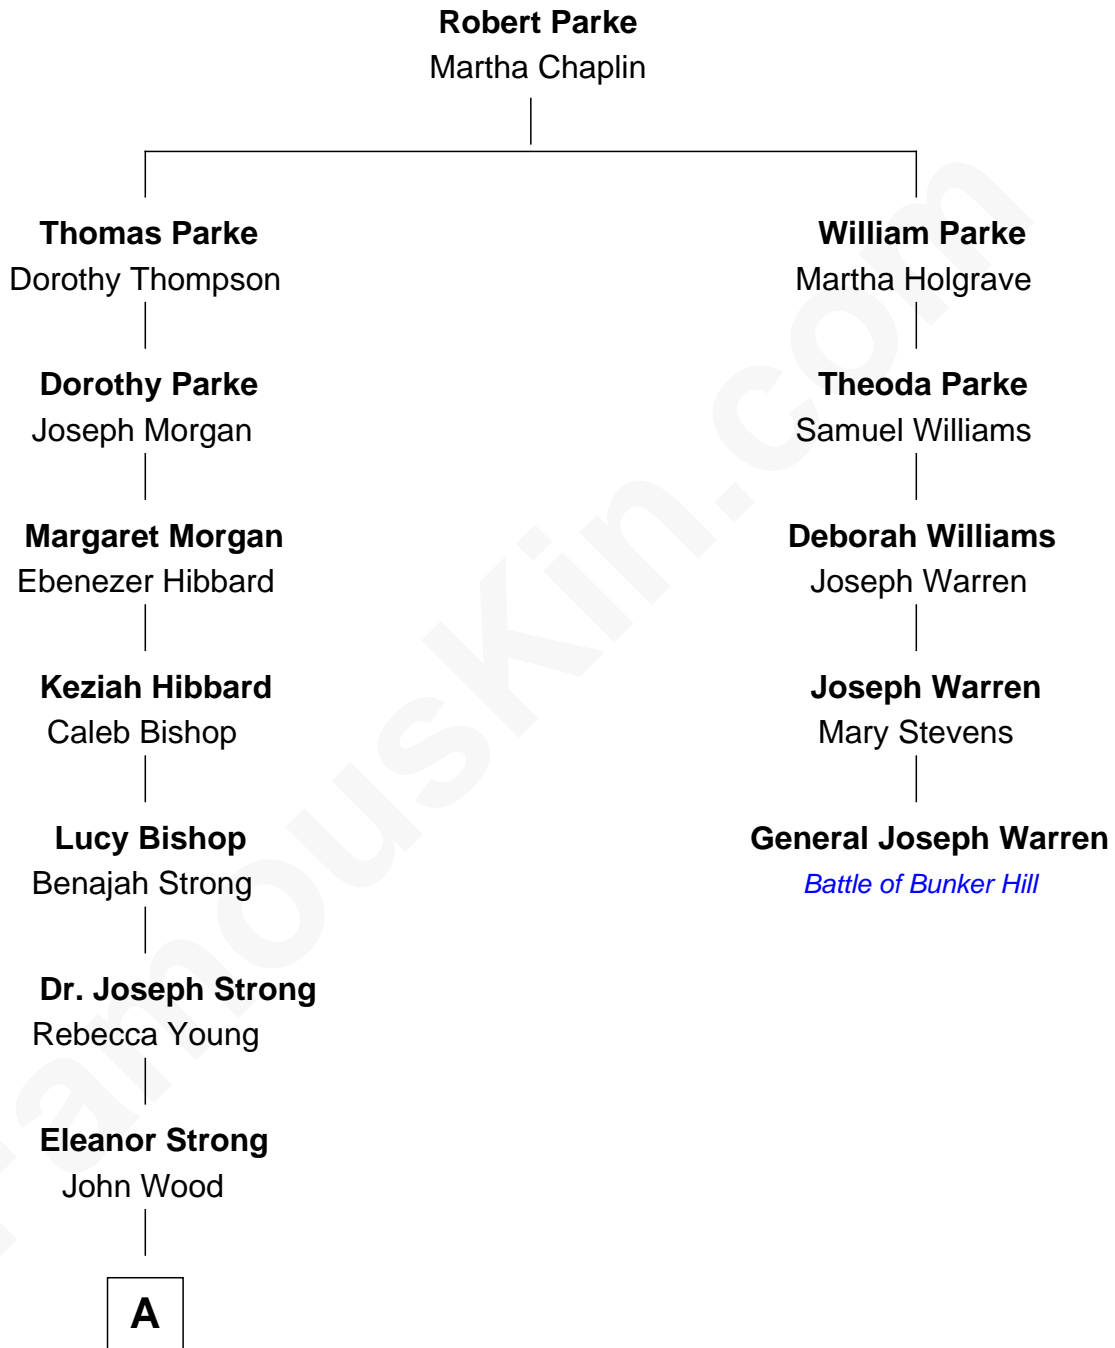 Robert Parke
Martha Chaplin
Thomas Parke
Dorothy Thompson
William Parke
Martha Holgrave
Dorothy Parke
Joseph Morgan
Theoda Parke
Samuel Williams
Margaret Morgan
Ebenezer Hibbard
Deborah Williams
Joseph Warren
Keziah Hibbard
Caleb Bishop
Joseph Warren
Mary Stevens
Lucy Bishop
Benajah Strong
General Joseph Warren
Battle of Bunker Hill
Dr. Joseph Strong
Rebecca Young
Eleanor Strong
John Wood
A
FamousKin.com